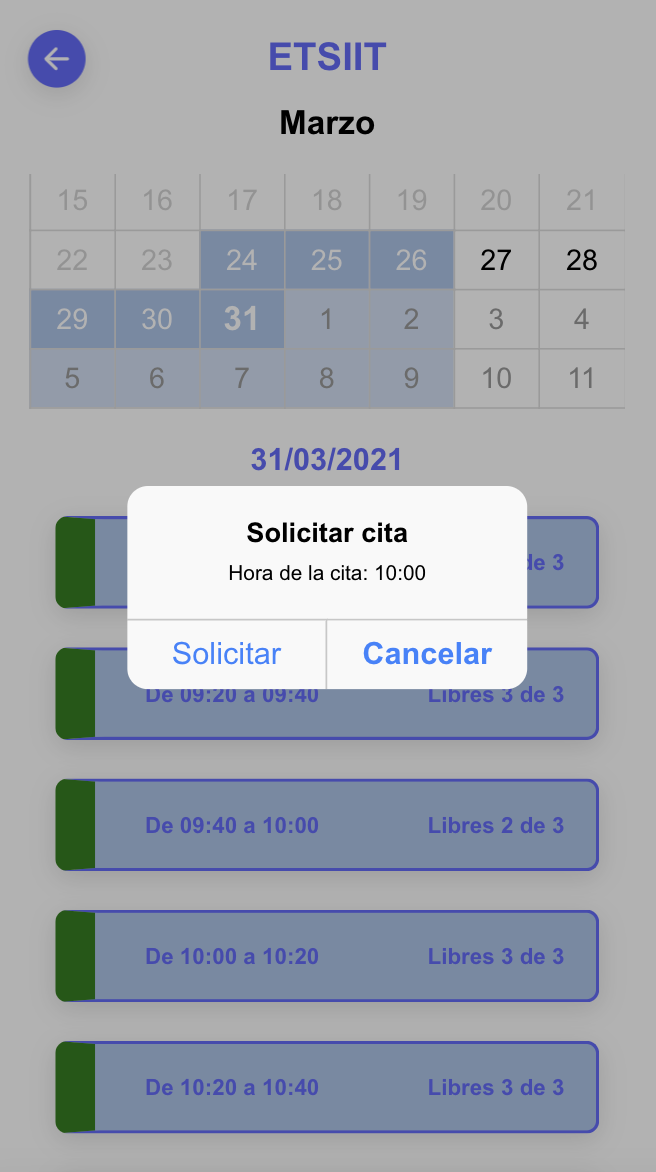 ETSIIT
Marzo
15 16 17 18 19 20 21
22 23 24 25 26 27 28
29 30 31 1 2 3 4
5 6 7 8 9 10 11
31/03/2021
de 3
Solicitar cita
Hora de la cita: 10:00
Solicitar Cancelar
De 09:20 a 09:40 Libres 3 de 3
De 09:40 a 10:00 Libres 2 de 3
De 10:00 a 10:20 Libres 3 de 3
De 10:20 a 10:40 Libres 3 de 3